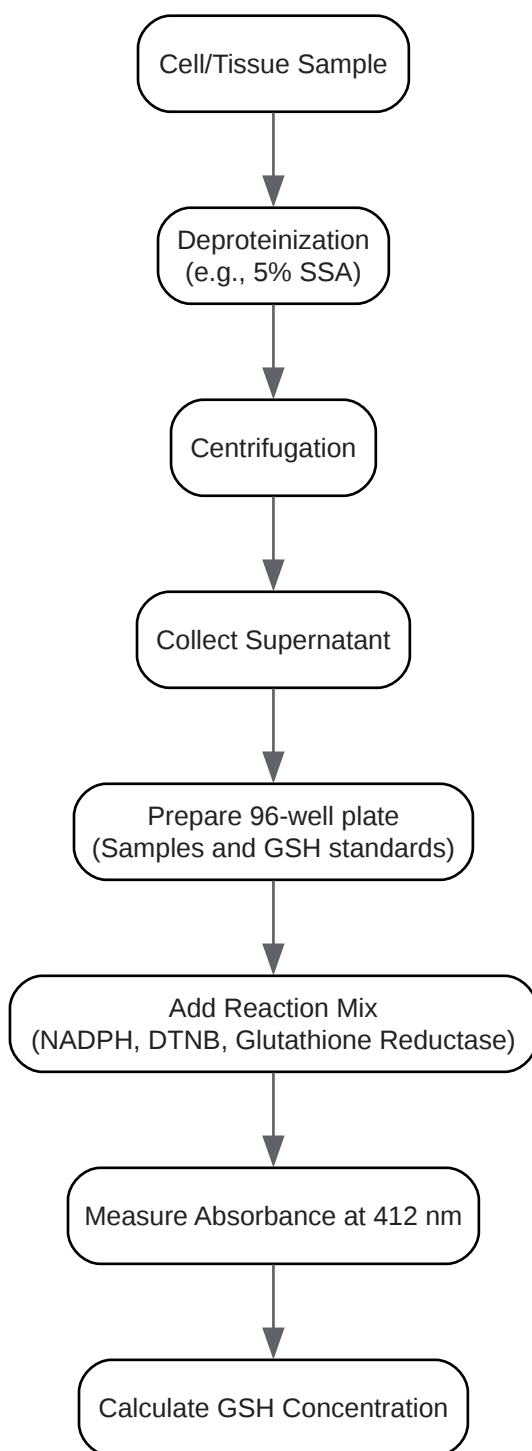 Cell/Tissue Sample
Deproteinization
(e.g., 5% SSA)
Centrifugation
Collect Supernatant
Prepare 96-well plate
(Samples and GSH standards)
Add Reaction Mix
(NADPH, DTNB, Glutathione Reductase)
Measure Absorbance at 412 nm
Calculate GSH Concentration